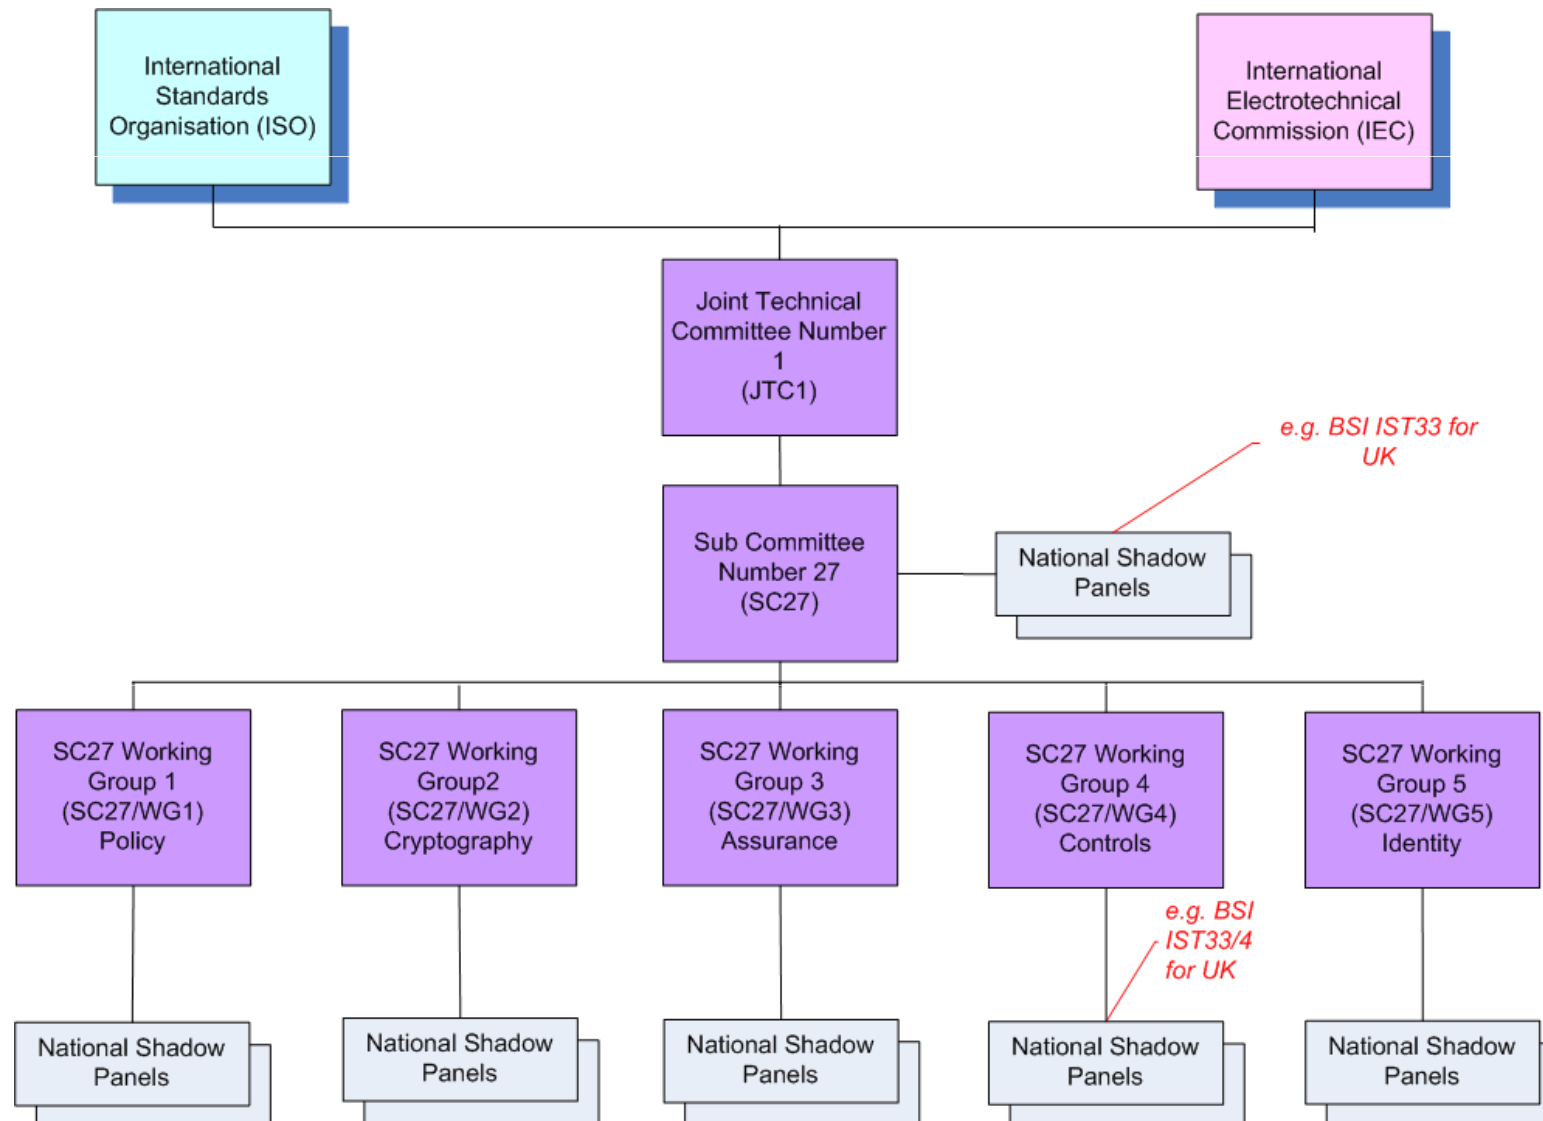 International
Standards
Organisation (ISO)
International
Electrotechnical
Commission (IEC)
Joint Technical
Committee Number
1
(JTC1)
e.g. BSI IST33 for
UK
Sub Committee
Number 27
(SC27)
National Shadow
Panels
SC27 Working
Group 1
(SC27/WG1)
Policy
SC27 Working
Group2
(SC27/WG2)
Cryptography
SC27 Working
Group 3
(SC27/WG3)
Assurance
SC27 Working
Group 4
(SC27/WG4)
Controls
SC27 Working
Group 5
(SC27/WG5)
Identity
e.g. BSI
IST33/4
for UK
National Shadow
Panels
National Shadow
Panels
National Shadow
Panels
National Shadow
Panels
National Shadow
Panels